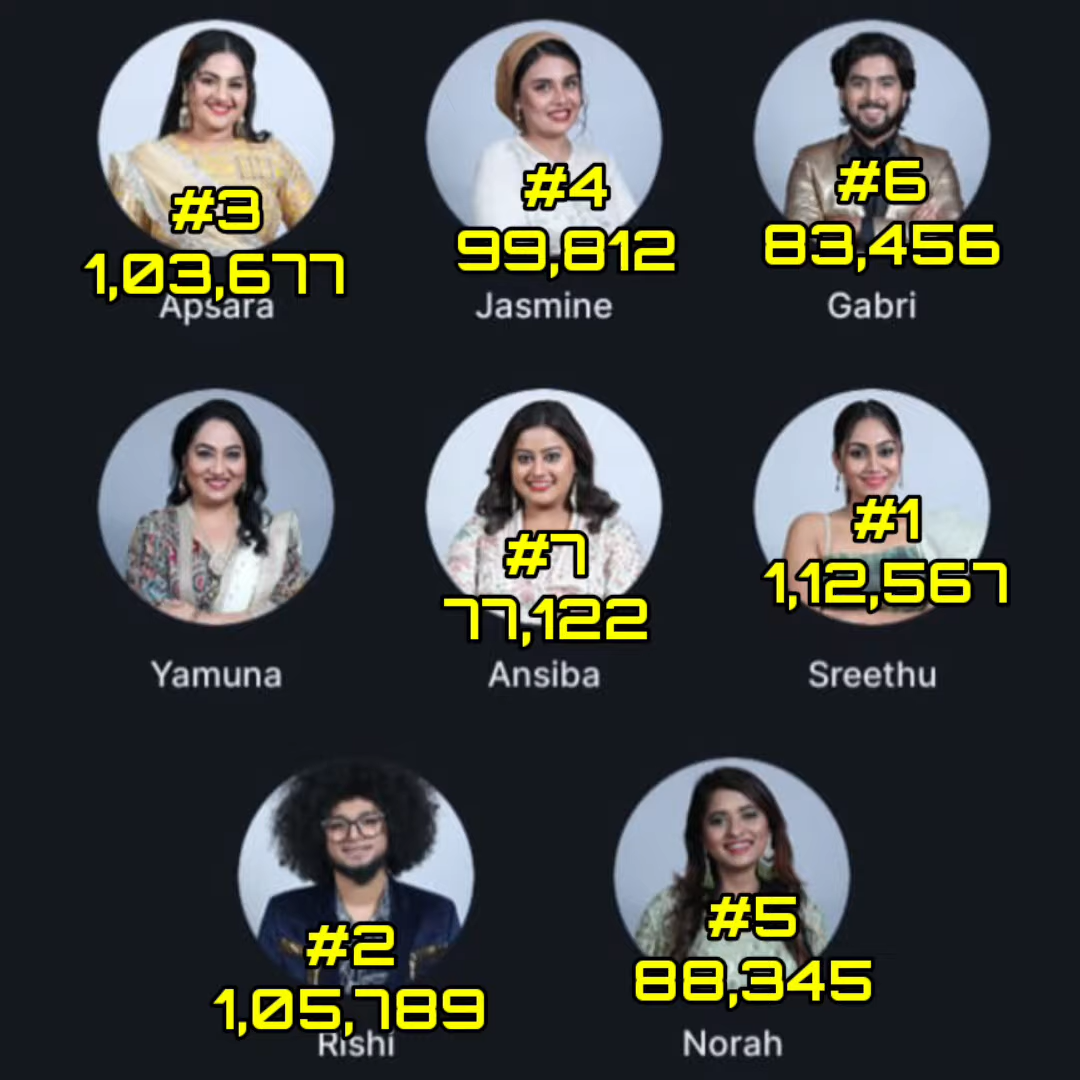 #3
1,03,677
Apsara
#4
99,812
Jasmine
#6
83,456
Gabri
Yamuna
#7
77,122
Ansiba
#1
1,12,567
Sreethu
#2
1,05,789
Rishi
#5
88,345
Norah